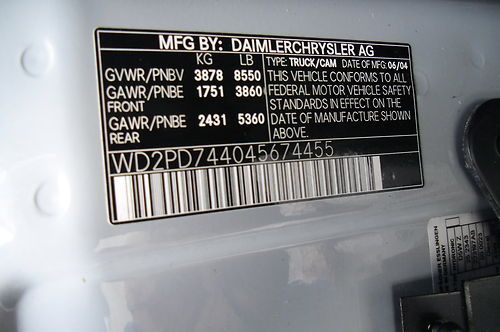 MFG BY: DAIMLERCHRYSLER AG
KG LB
GVWR/PNBV 3878 8550
GAWR/PNBE 1751 3860
FRONT
GAWR/PNBE 2431 5360
REAR
TYPE: TRUCK/CAM DATE OF MFG: 06/04
THIS VEHICLE CONFORMS TO ALL
FEDERAL MOTOR VEHICLE SAFETY
STANDARDS IN EFFECT ON THE
DATE OF MANUFACTURE SHOWN
ABOVE.
WD2PD744045674455
ESSLINGEN
GERMANY